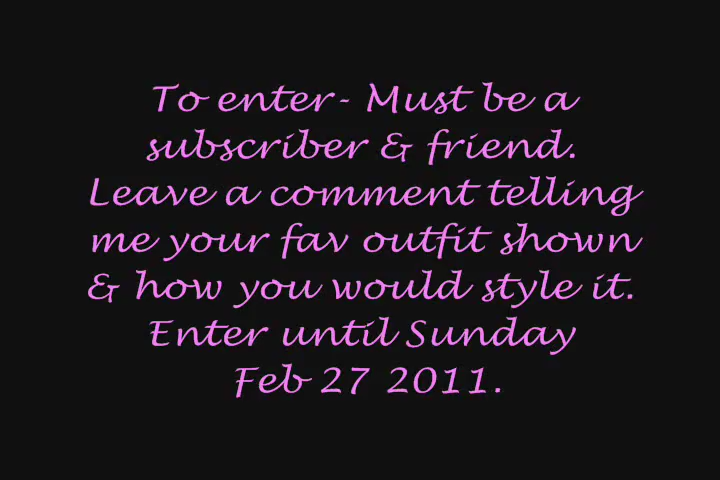 To enter- Must be a
subscriber & friend.
Leave a comment telling
me your fav outfit shown
& how you would style it.
Enter until Sunday
Feb 27 2011.